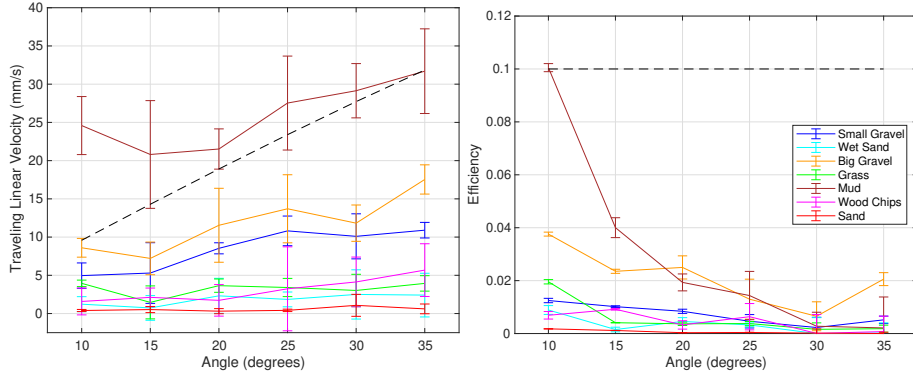 40
35
30
25
20
15
10
5
0
10
15
20
25
30
35
Angle (degrees)
Traveling Linear Velocity (mm/s)
0.12
0.1
0.08
0.06
0.04
0.02
0
10
15
20
25
30
35
Angle (degrees)
Efficiency
Small Gravel
Wet Sand
Big Gravel
Grass
Mud
Wood Chips
Sand